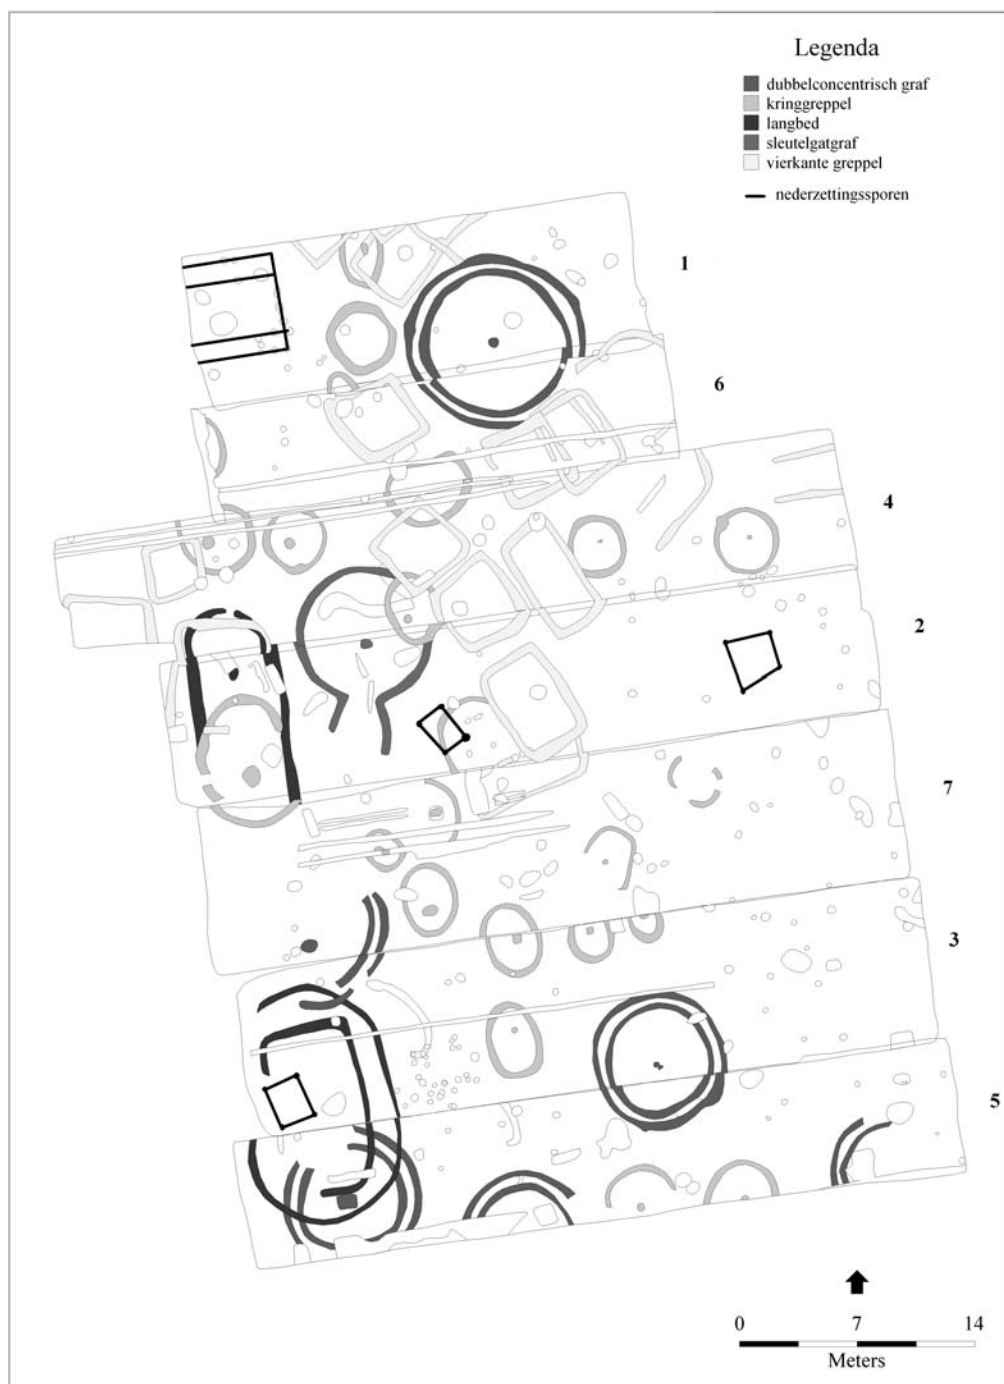 Legenda
dubbelconcentrisch graf
kringgreppel
langbed
sleutelgatgraf
vierkante greppel
nederzettingssporen
1
6
4
2
7
3
5
0 7 14
Meters